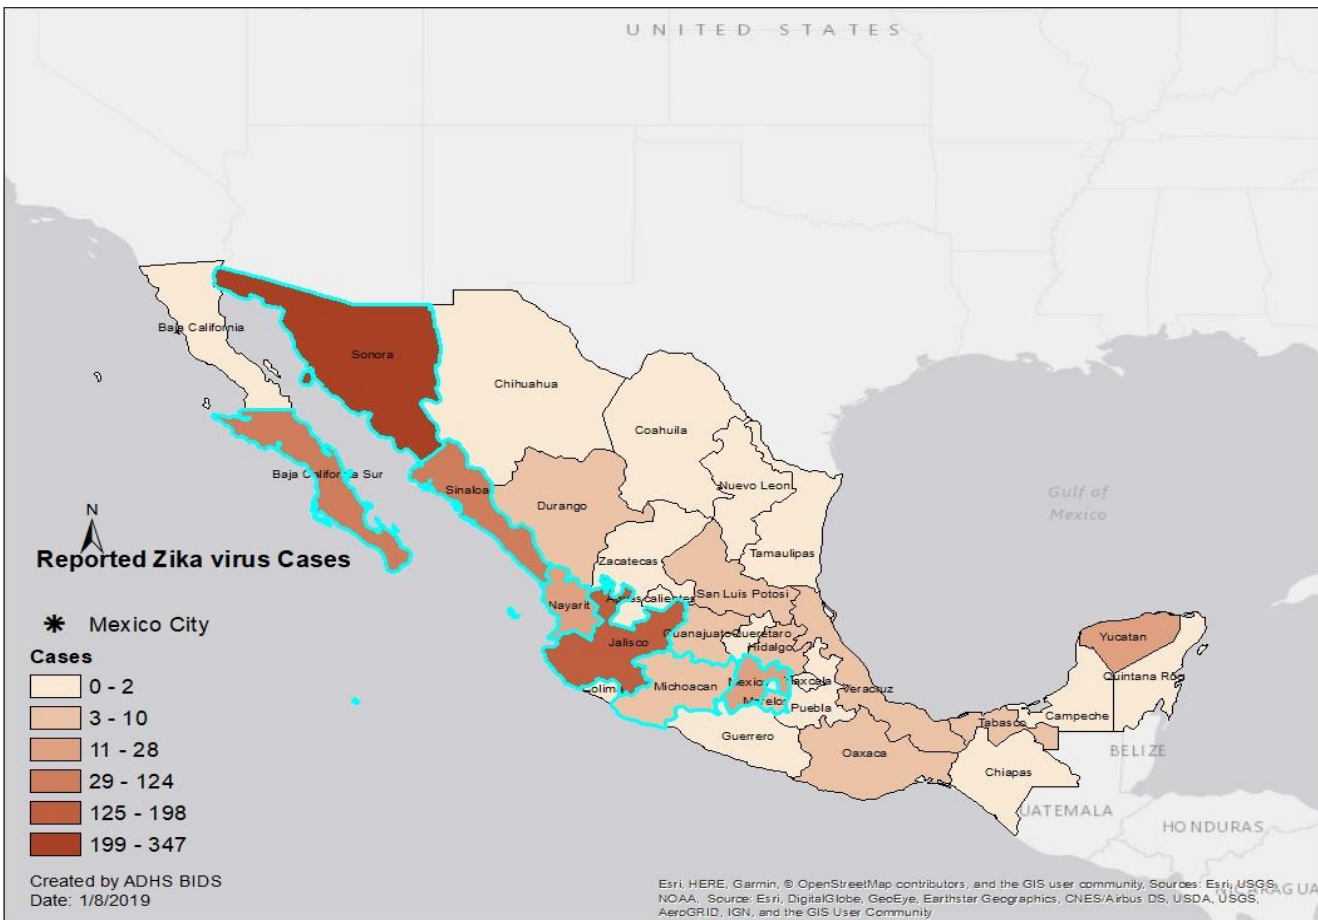 UNITED STATES
Baja California
Sonora
Chihuahua
Coahuila
Baja California Sur
Sinaloa
Nuevo Leon
Gulf of
Mexico
Durango
N
Reported Zika virus Cases
Zacatecas
Tamaulipas
Aguascalientes
San Luis Potosi
Nayarit
Mexico City
Guanajuato
Queretaro
Jalisco
Hidalgo
Yucatan
Cases
0 - 2
Colima
Michoacan
Mexico
Tlaxcala
Quintana Roo
Veracruz
3 - 10
Morelos
Puebla
Campeche
Tabasco
Guerrero
11 - 28
Oaxaca
BELIZE
29 - 124
Chiapas
125 - 198
GUATEMALA
HONDURAS
199 - 347
Created by ADHS BIDS
Date: 1/8/2019
NICARAGUA
Esri, HERE, Garmin, © OpenStreetMap contributors, and the GIS user community, Sources: Esri, USGS,
NOAA, Source: Esri, DigitalGlobe, GeoEye, Earthstar Geographics, CNES/Airbus DS, USDA, USGS,
AeroGRID, IGN, and the GIS User Community